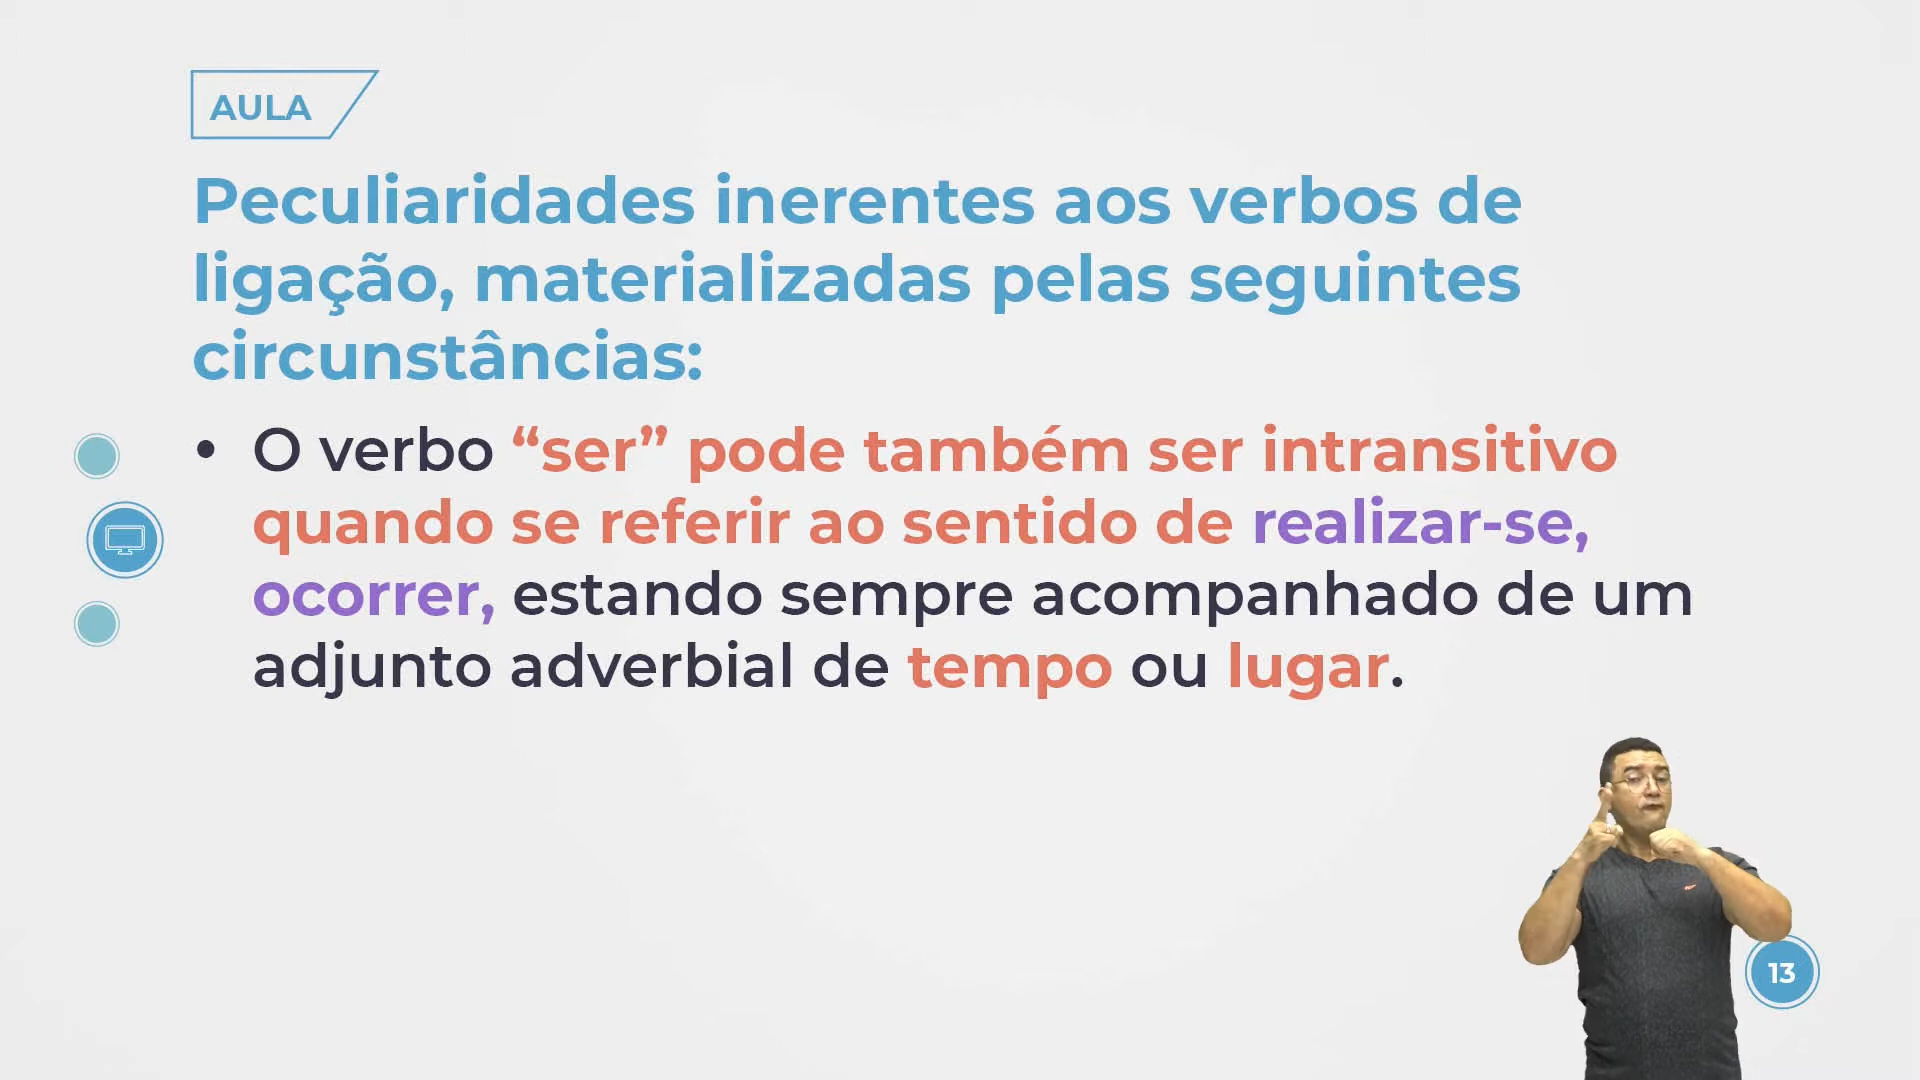 AULA
Peculiaridades inerentes aos verbos de
ligação, materializadas pelas seguintes
circunstâncias:
• O verbo “ser” pode também ser intransitivo
quando se referir ao sentido de realizar-se,
ocorrer, estando sempre acompanhado de um
adjunto adverbial de tempo ou lugar.
13